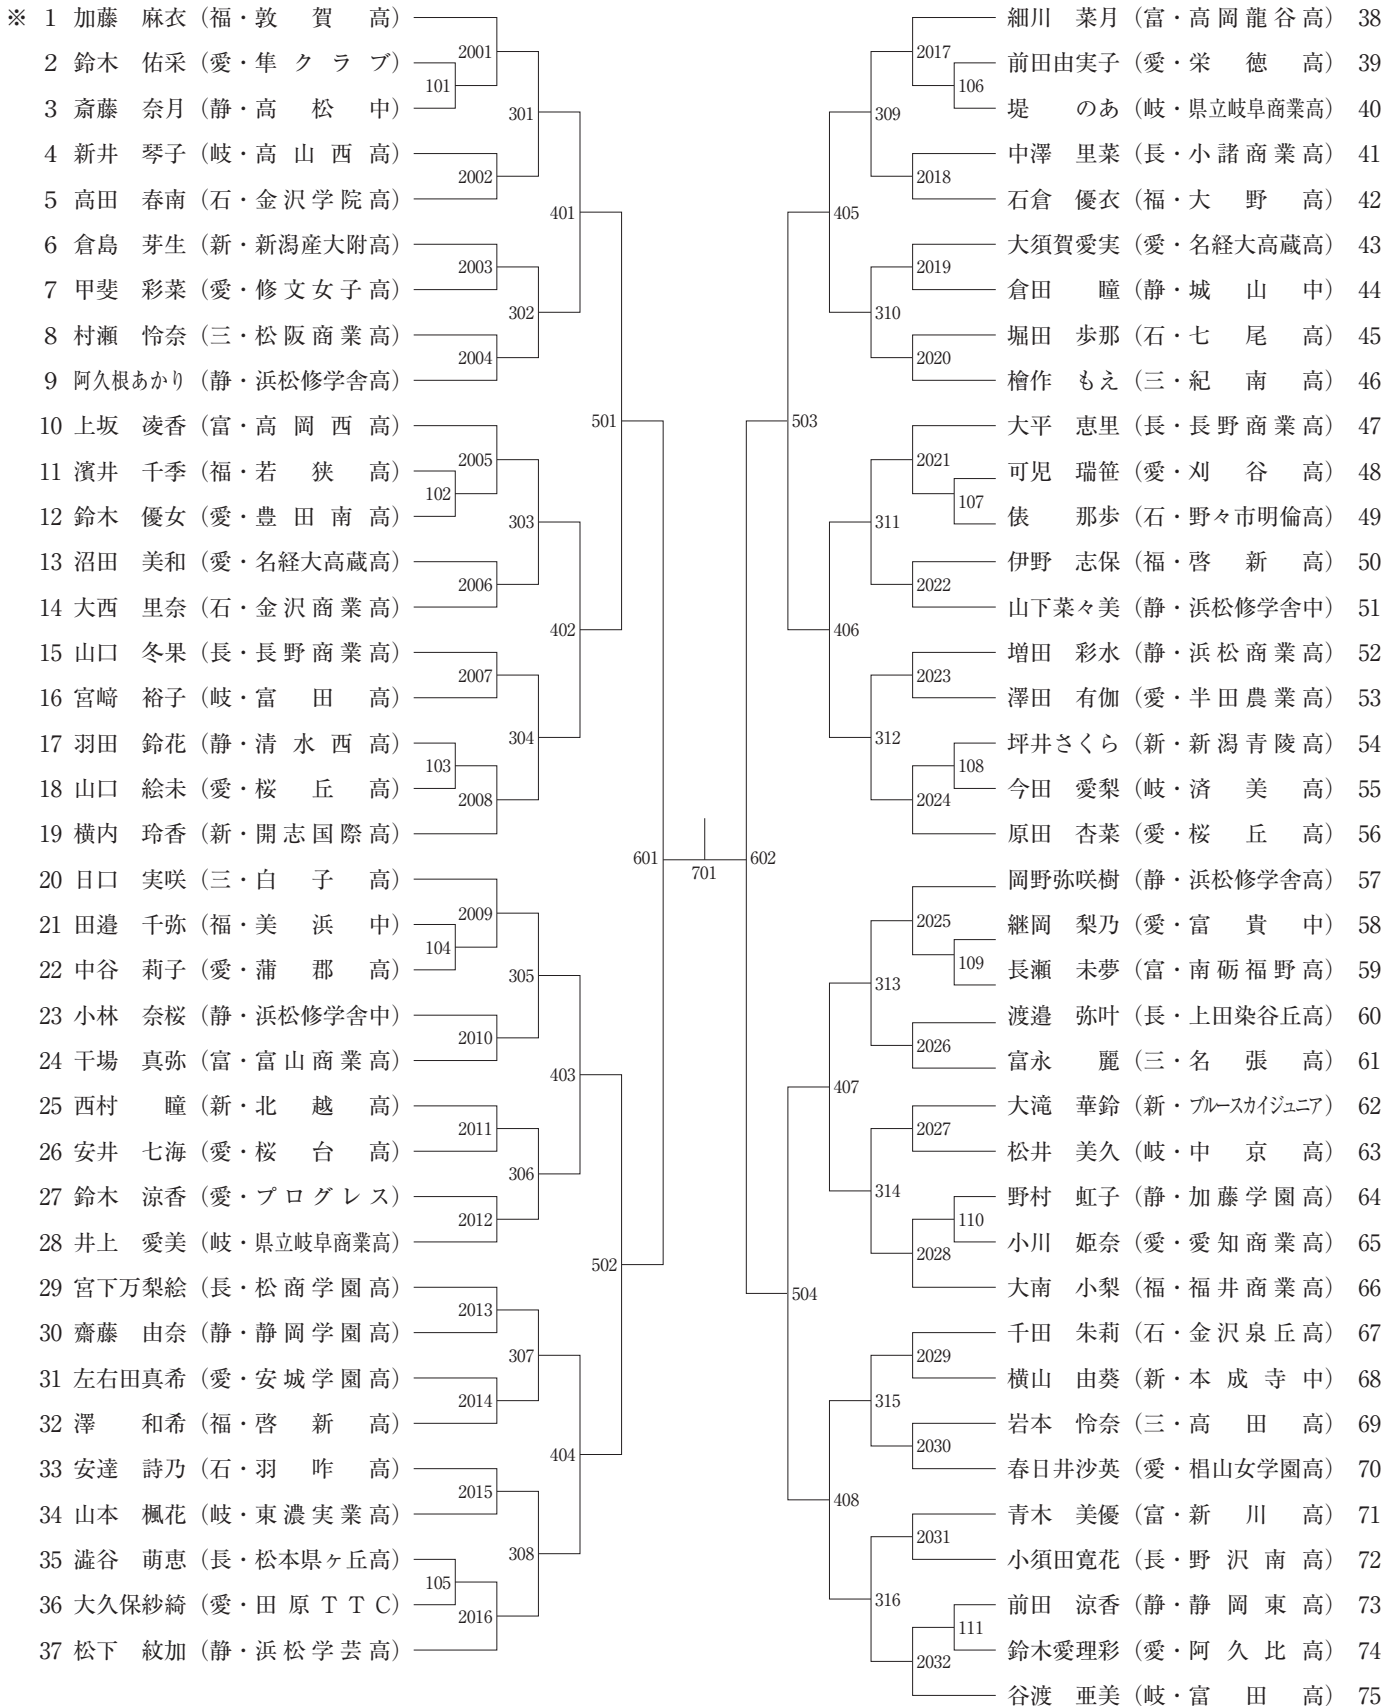 ※ 1 加藤 麻衣 (福・敦賀高)
2 鈴木 佑采 (愛・隼クラブ)
3 斎藤 奈月 (静・高松中)
4 新井 琴子 (岐・高山西高)
5 高田 春南 (石・金沢学院高)
6 倉島 芽生 (新・新潟産大附高)
7 甲斐 彩菜 (愛・修文女子高)
8 村瀬 怜奈 (三・松阪商業高)
9 阿久根あかり (静・浜松修学舎高)
10 上坂 凌香 (富・高岡西高)
11 濱井 千季 (福・若狭高)
12 鈴木 優女 (愛・豊田南高)
13 沼田 美和 (愛・名経大高蔵高)
14 大西 里奈 (石・金沢商業高)
15 山口 冬果 (長・長野商業高)
16 宮﨑 裕子 (岐・富田高)
17 羽田 鈴花 (静・清水西高)
18 山口 絵未 (愛・桜丘高)
19 横内 玲香 (新・開志国際高)
20 日口 実咲 (三・白子高)
21 田邉 千弥 (福・美浜中)
22 中谷 莉子 (愛・蒲郡高)
23 小林 奈桜 (静・浜松修学舎中)
24 干場 真弥 (富・富山商業高)
25 西村 瞳 (新・北越高)
26 安井 七海 (愛・桜台高)
27 鈴木 涼香 (愛・プログレス)
28 井上 愛美 (岐・県立岐阜商業高)
29 宮下万梨絵 (長・松商学園高)
30 齋藤 由奈 (静・静岡学園高)
31 左右田真希 (愛・安城学園高)
32 澤 和希 (福・啓新高)
33 安達 詩乃 (石・羽咋高)
34 山本 楓花 (岐・東濃実業高)
35 澁谷 萌恵 (長・松本県ヶ丘高)
36 大久保紗綺 (愛・田原TTC)
37 松下 紋加 (静・浜松学芸高)
101
102
103
104
105
2001
2002
2003
2004
2005
2006
2007
2008
2009
2010
2011
2012
2013
2014
2015
2016
301
302
303
304
305
306
307
308
401
402
403
404
501
502
601
701
602
503
504
405
406
407
408
309
310
311
312
313
314
315
316
2017
2018
2019
2020
2021
2022
2023
2024
2025
2026
2027
2028
2029
2030
2031
2032
106
107
108
109
110
111
細川 菜月 (富・高岡龍谷高) 38
前田由実子 (愛・栄徳高) 39
堤 のあ (岐・県立岐阜商業高) 40
中澤 里菜 (長・小諸商業高) 41
石倉 優衣 (福・大野高) 42
大須賀愛実 (愛・名経大高蔵高) 43
倉田 瞳 (静・城山中) 44
堀田 歩那 (石・七尾高) 45
檜作 もえ (三・紀南高) 46
大平 恵里 (長・長野商業高) 47
可児 瑞笹 (愛・刈谷高) 48
俵 那歩 (石・野々市明倫高) 49
伊野 志保 (福・啓新高) 50
山下菜々美 (静・浜松修学舎中) 51
増田 彩水 (静・浜松商業高) 52
澤田 有伽 (愛・半田農業高) 53
坪井さくら (新・新潟青陵高) 54
今田 愛梨 (岐・済美高) 55
原田 杏菜 (愛・桜丘高) 56
岡野弥咲樹 (静・浜松修学舎高) 57
継岡 梨乃 (愛・富貴中) 58
長瀬 未夢 (富・南砺福野高) 59
渡邉 弥叶 (長・上田染谷丘高) 60
富永 麗 (三・名張高) 61
大滝 華鈴 (新・ブルースカイジュニア) 62
松井 美久 (岐・中京高) 63
野村 虹子 (静・加藤学園高) 64
小川 姫奈 (愛・愛知商業高) 65
大南 小梨 (福・福井商業高) 66
千田 朱莉 (石・金沢泉丘高) 67
横山 由葵 (新・本成寺中) 68
岩本 怜奈 (三・高田高) 69
春日井沙英 (愛・椙山女学園高) 70
青木 美優 (富・新川高) 71
小須田寛花 (長・野沢南高) 72
前田 涼香 (静・静岡東高) 73
鈴木愛理彩 (愛・阿久比高) 74
谷渡 亜美 (岐・富田高) 75